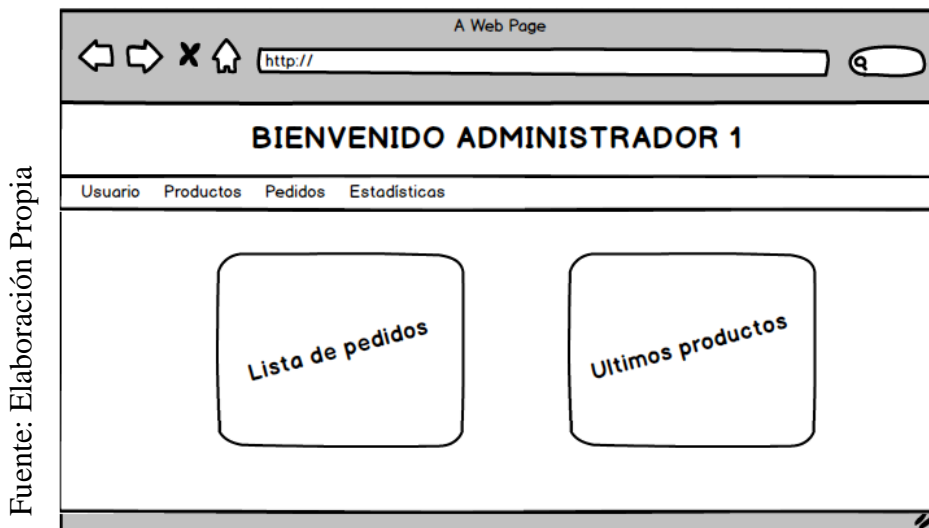 A Web Page
http://
BIENVENIDO ADMINISTRADOR 1
Usuario Productos Pedidos Estadísticas
Lista de pedidos
Ultimos productos
Fuente: Elaboración Propia